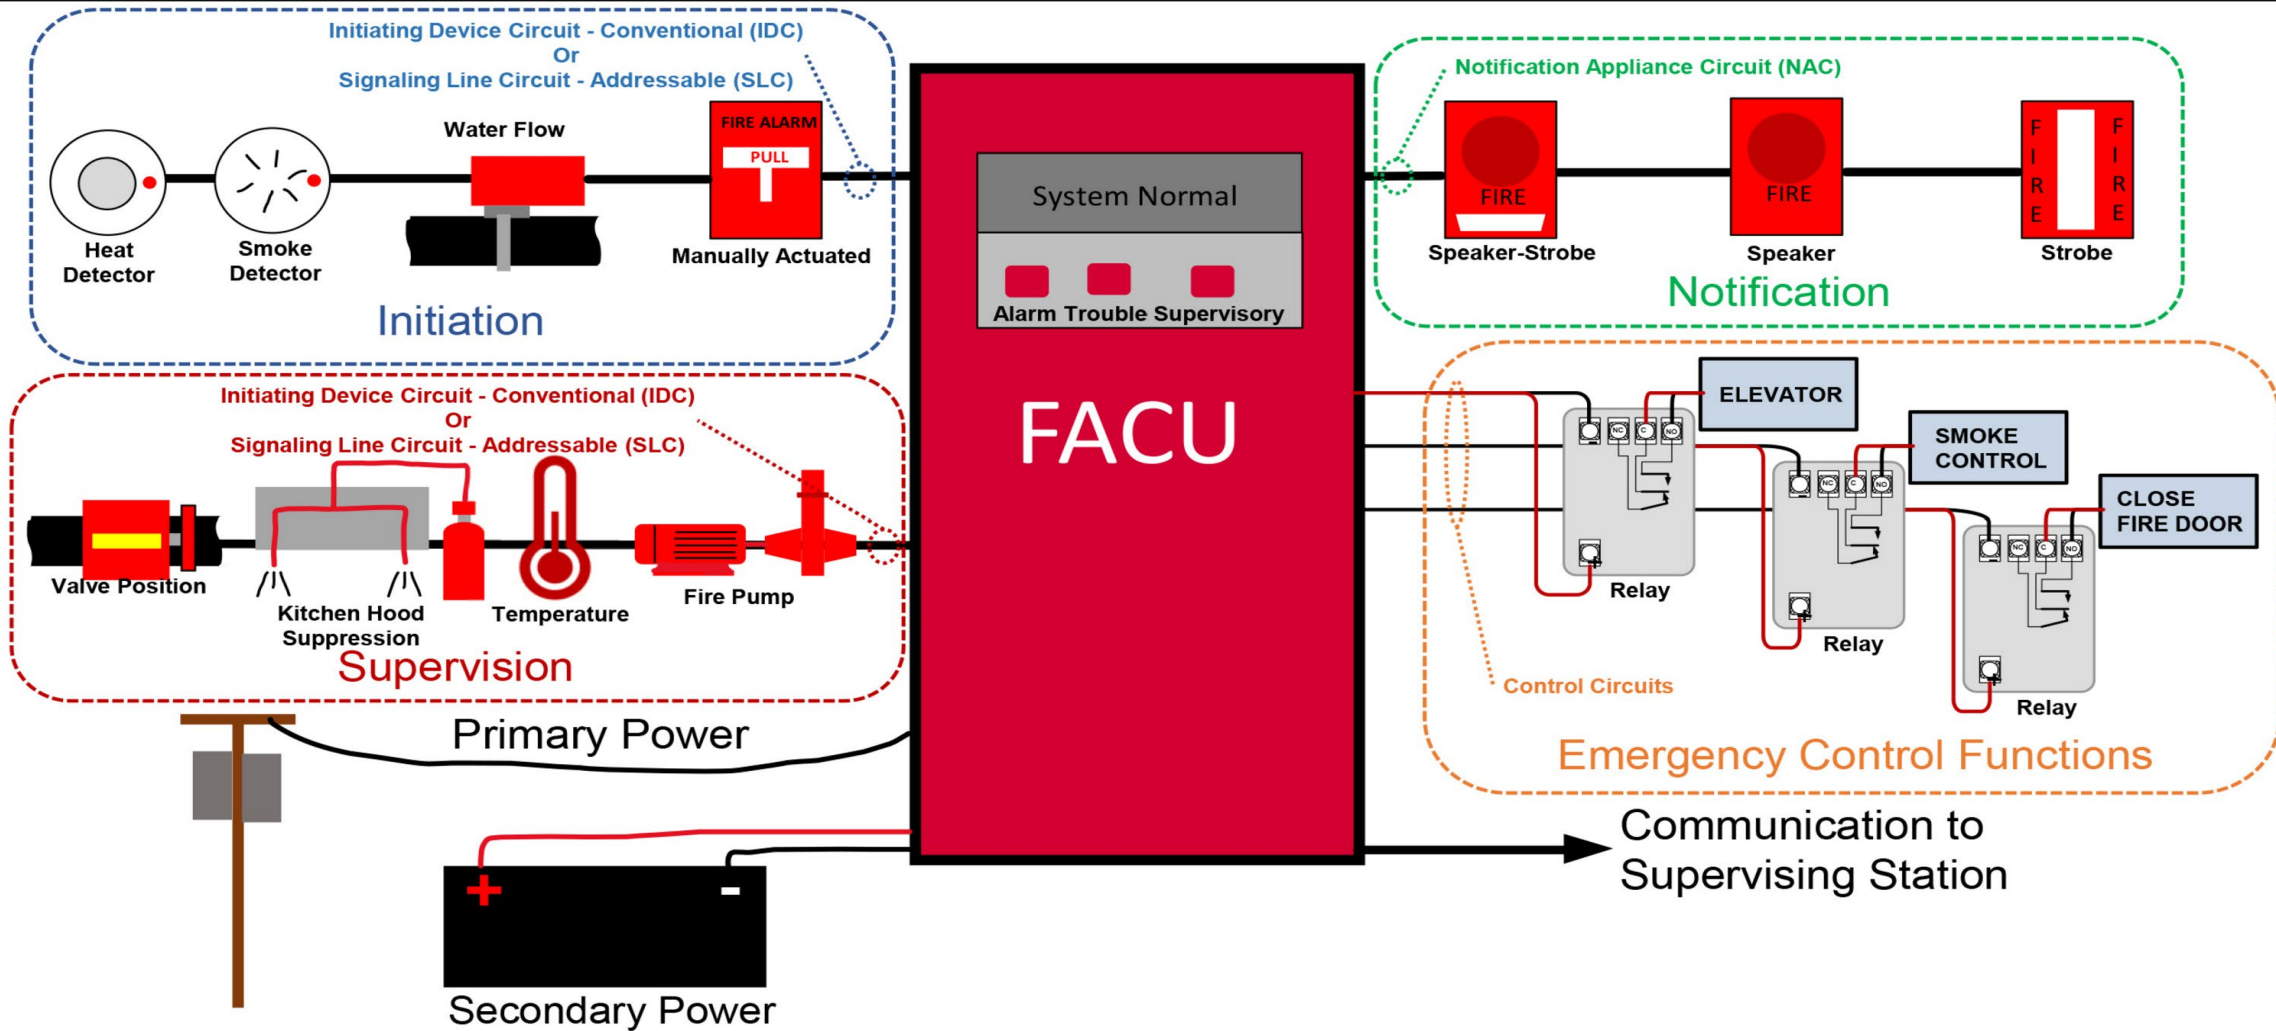 Initiating Device Circuit - Conventional (IDC)
Or
Signaling Line Circuit - Addressable (SLC)
Water Flow
FIRE ALARM
PULL
Heat
Detector
Smoke
Detector
Manually Actuated
Initiation
Initiating Device Circuit - Conventional (IDC)
Or
Signaling Line Circuit - Addressable (SLC)
Valve Position
Kitchen Hood
Suppression
Temperature
Fire Pump
Supervision
Primary Power
+
-
Secondary Power
System Normal
Alarm Trouble Supervisory
FACU
Notification Appliance Circuit (NAC)
FIRE
FIRE
FIRE
FIRE
Speaker-Strobe
Speaker
Strobe
Notification
ELEVATOR
NC C NO
-
+
Relay
SMOKE
CONTROL
NC C NO
-
+
Relay
CLOSE
FIRE DOOR
NC C NO
-
+
Relay
Control Circuits
Emergency Control Functions
Communication to
Supervising Station